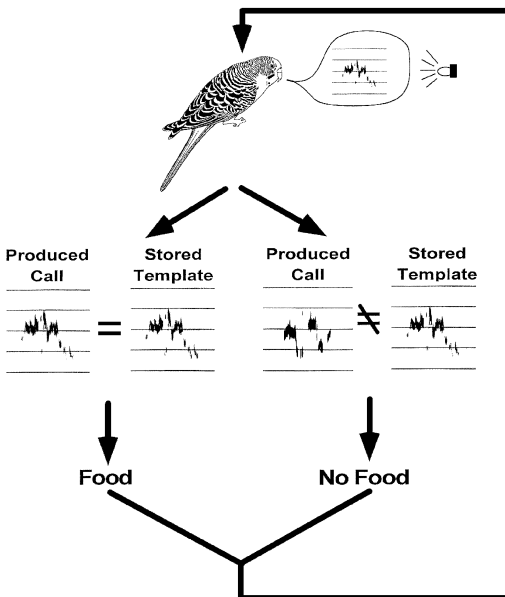 Produced
Call
Stored
Template
Produced
Call
Stored
Template
=
≠
Food
No Food